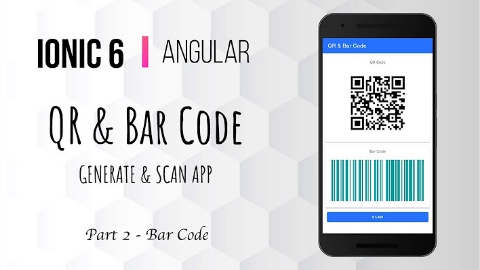 IONIC 6 | ANGULAR
QR & BAR CODE
GENERATE & SCAN APP
Part 2 - Bar Code
QR & Bar Code
QR Code
Bar Code